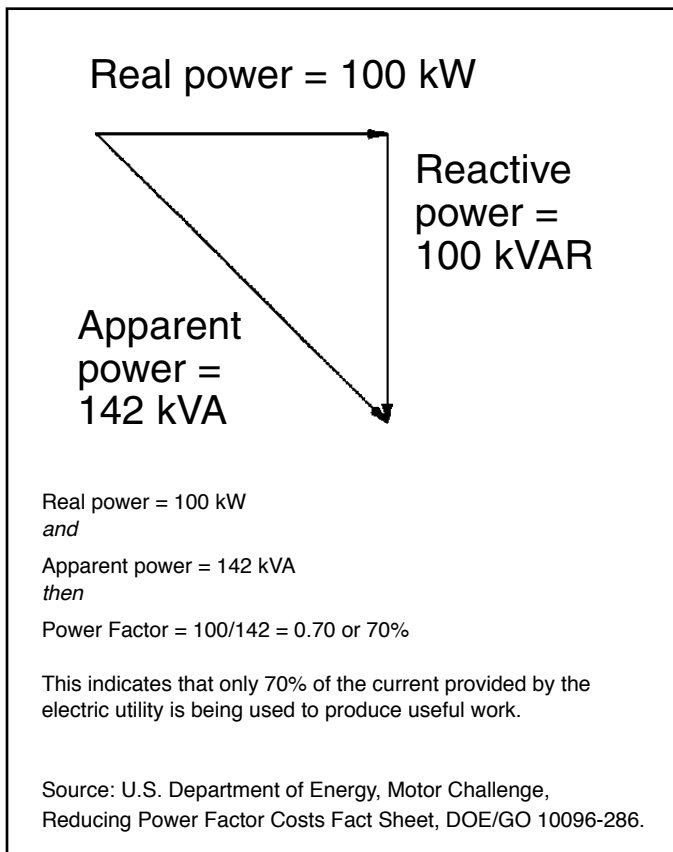 Real power = 100 kW
Reactive
power =
100 kVAR
Apparent
power =
142 kVA
Real power = 100 kW
and
Apparent power = 142 kVA
then
Power Factor = 100/142 = 0.70 or 70%
This indicates that only 70% of the current provided by the
electric utility is being used to produce useful work.
Source: U.S. Department of Energy, Motor Challenge,
Reducing Power Factor Costs Fact Sheet, DOE/GO 10096-286.